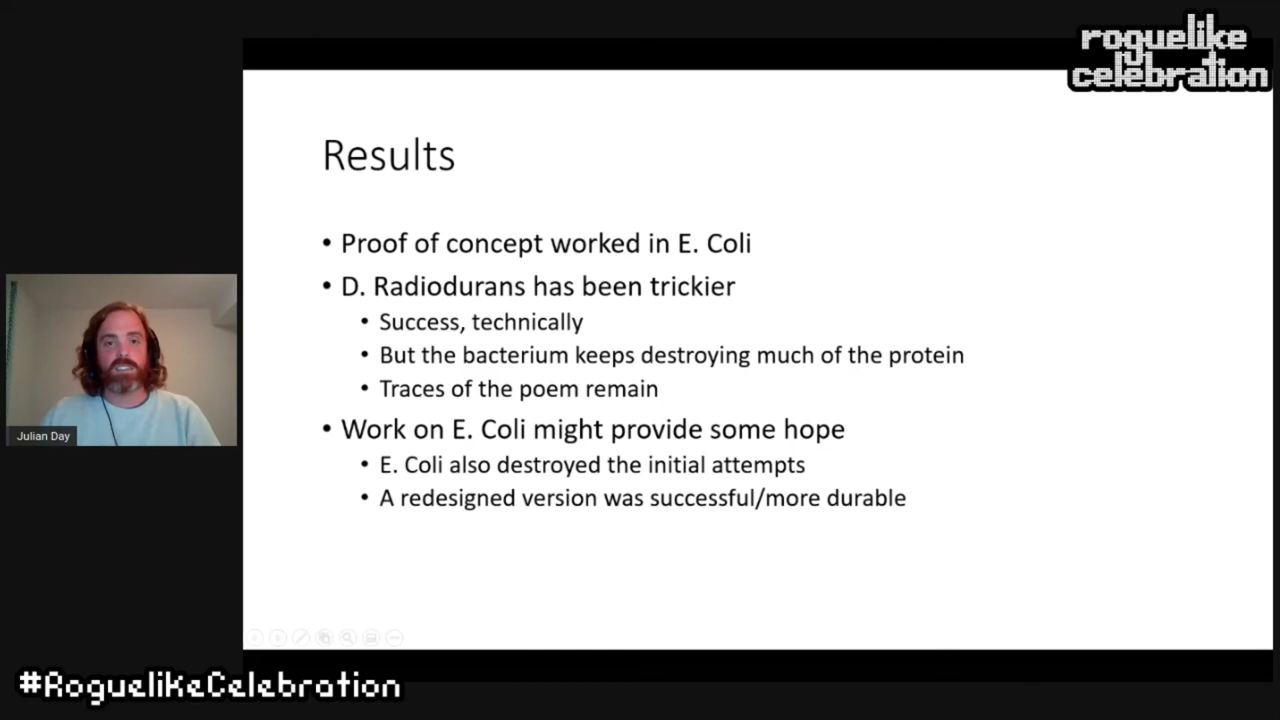 roguelike
celebration
Results
• Proof of concept worked in E. Coli
• D. Radiodurans has been trickier
• Success, technically
• But the bacterium keeps destroying much of the protein
• Traces of the poem remain
• Work on E. Coli might provide some hope
• E. Coli also destroyed the initial attempts
• A redesigned version was successful/more durable
Julian Day
#RoguelikeCelebration